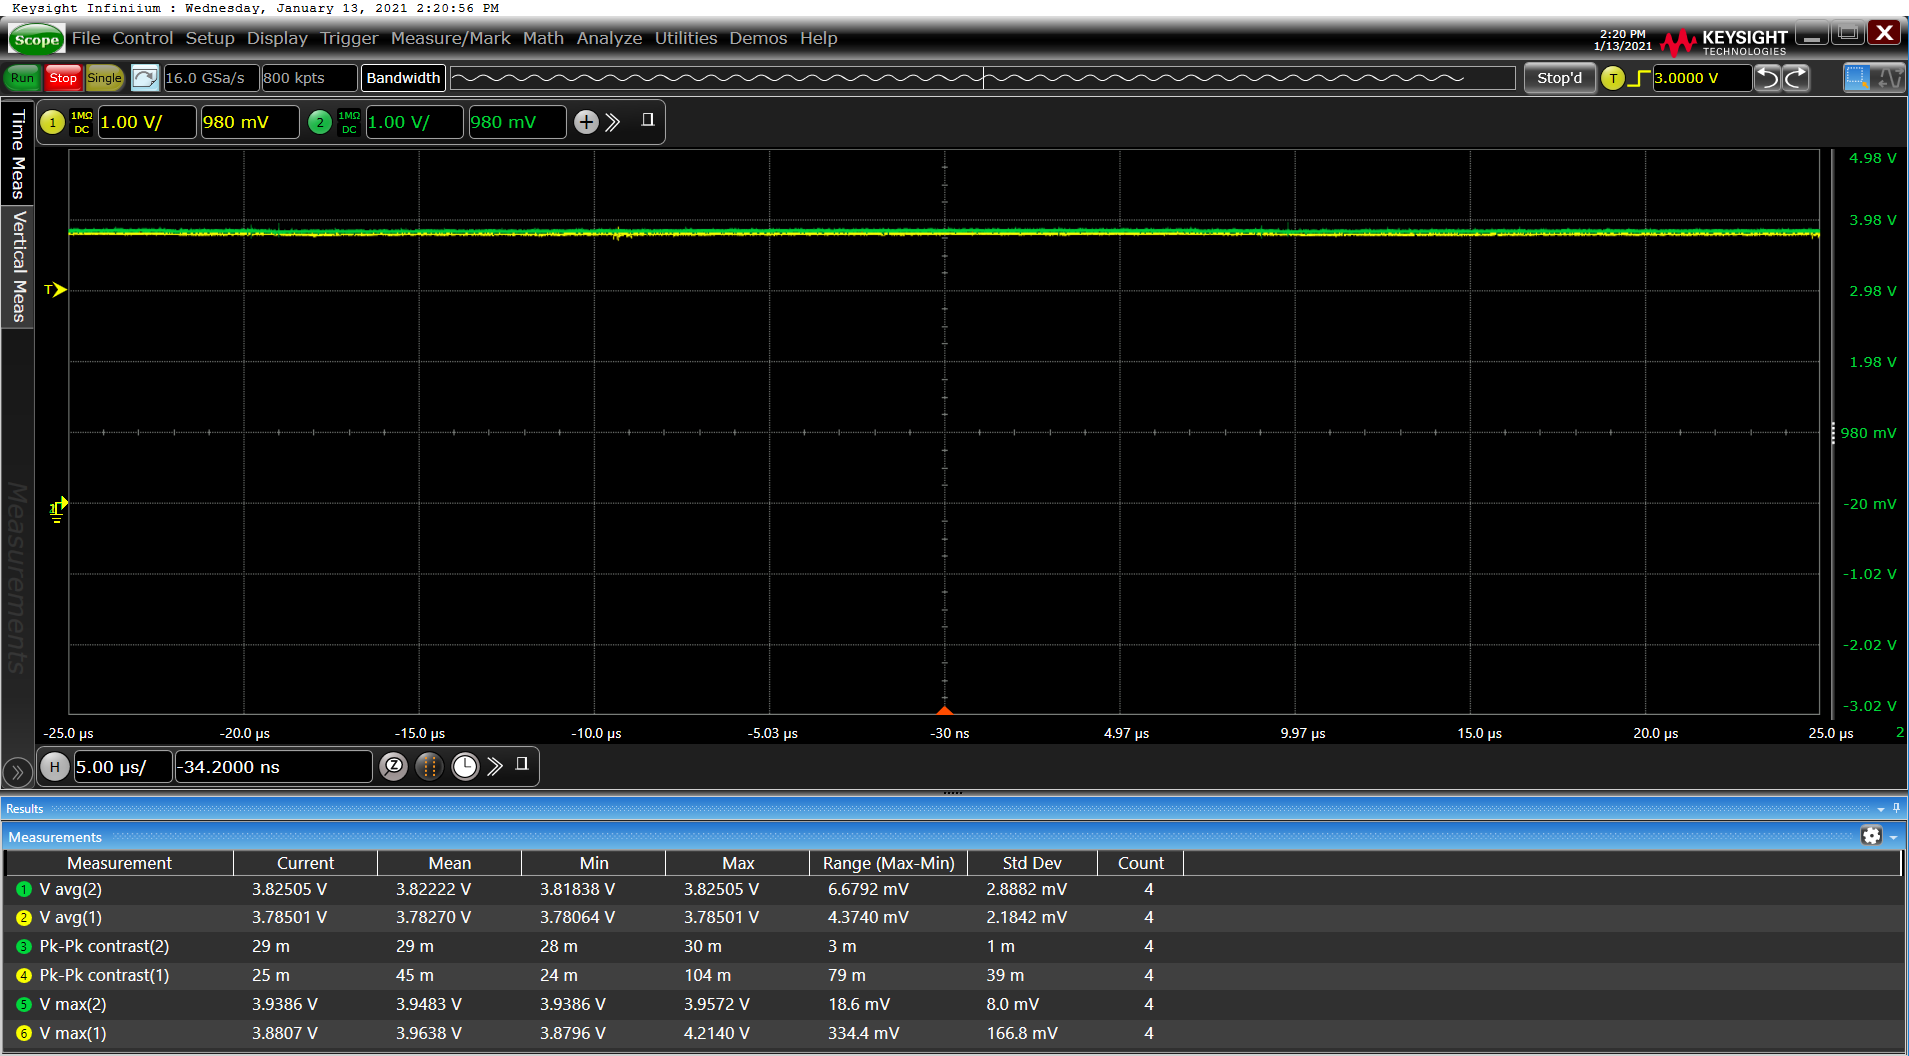 Keysight Infiniium : Wednesday, January 13, 2021 2:20:56 PM
Scope File Control Setup Display Trigger Measure/Mark Math Analyze Utilities Demos Help
2:20 PM
1/13/2021
KEYSIGHT
TECHNOLOGIES
Run Stop Single 16.0 GSa/s 800 kpts Bandwidth Stop'd T 3.0000 V
1 1MΩ DC 1.00 V/ 980 mV 2 1MΩ DC 1.00 V/ 980 mV
Time Meas
Vertical Meas
Measurements
4.98 V
3.98 V
T
2.98 V
1.98 V
980 mV
-20 mV
-1.02 V
-2.02 V
-3.02 V
-25.0 µs -20.0 µs -15.0 µs -10.0 µs -5.03 µs -30 ns 4.97 µs 9.97 µs 15.0 µs 20.0 µs 25.0 µs 2
H 5.00 µs/ -34.2000 ns Z
Results
Measurements
Measurement Current Mean Min Max Range (Max-Min) Std Dev Count
1 V avg(2) 3.82505 V 3.82222 V 3.81838 V 3.82505 V 6.6792 mV 2.8882 mV 4
2 V avg(1) 3.78501 V 3.78270 V 3.78064 V 3.78501 V 4.3740 mV 2.1842 mV 4
3 Pk-Pk contrast(2) 29 m 29 m 28 m 30 m 3 m 1 m 4
4 Pk-Pk contrast(1) 25 m 45 m 24 m 104 m 79 m 39 m 4
5 V max(2) 3.9386 V 3.9483 V 3.9386 V 3.9572 V 18.6 mV 8.0 mV 4
6 V max(1) 3.8807 V 3.9638 V 3.8796 V 4.2140 V 334.4 mV 166.8 mV 4